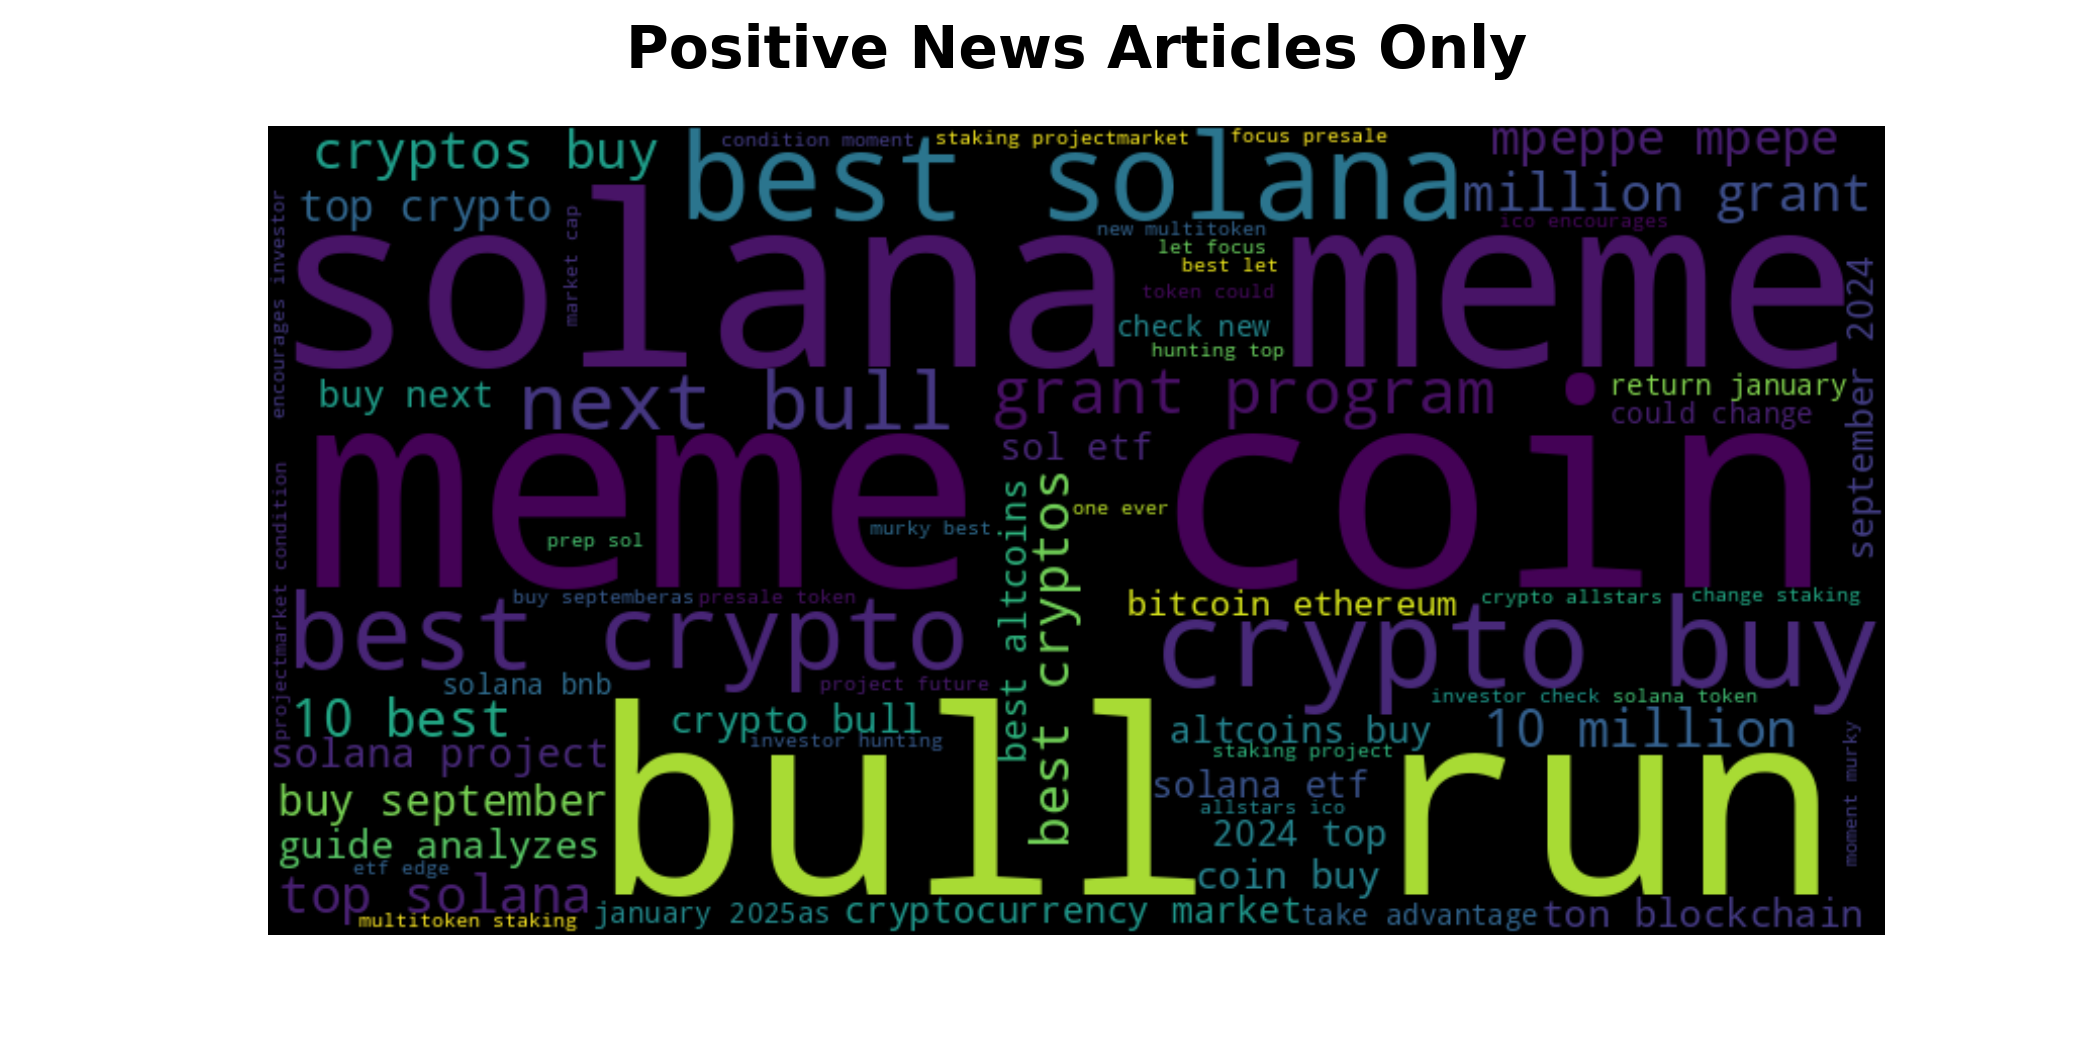 Positive News Articles Only
cryptos buy
condition moment
staking projectmarket
focus presale
mpeppe mpepe
best solana
top crypto
million grant
encourages investor
market cap
solana meme
new multitoken
ico encourages
let focus
best let
token could
check new
hunting top
september 2024
buy next
next bull
grant program
return january
could change
meme coin
sol etf
one ever
murky best
prep sol
best altcoins
best cryptos
projectmarket condition
buy septemberas
presale token
bitcoin ethereum
crypto allstars
change staking
best crypto
crypto buy
solana bnb
project future
investor check
solana token
10 best
crypto bull
altcoins buy
10 million
investor hunting
staking project
solana project
bull run
solana etf
moment murky
buy september
allstars ico
guide analyzes
2024 top
etf edge
coin buy
top solana
multitoken staking
january 2025as
cryptocurrency market
take advantage
ton blockchain